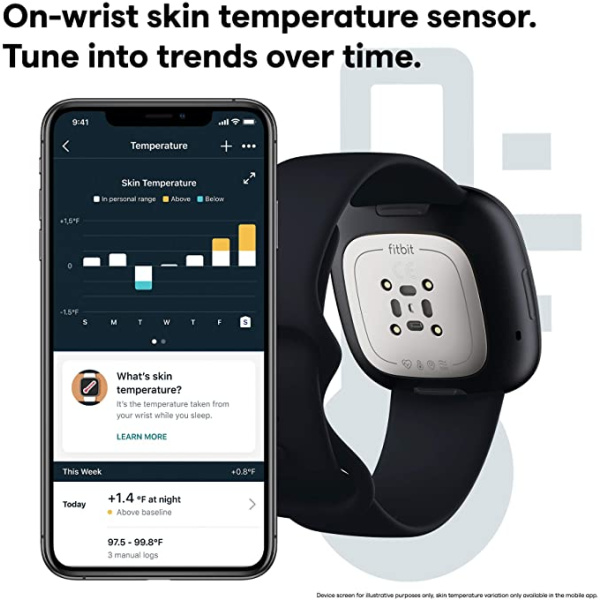 On-wrist skin temperature sensor.
Tune into trends over time.
9:41
Temperature
Skin Temperature
In personal range Above Below
+1,5°F
0
-1.5°F
S M T W T F S
What's skin
temperature?
It's the temperature taken from
your wrist while you sleep.
LEARN MORE
This Week +0.8°F
Today +1.4 °F at night
Above baseline
97.5 - 99.8°F
3 manual logs
fitbit
CE
Device screen for illustrative purposes only, skin temperature variation only available in the mobile app.